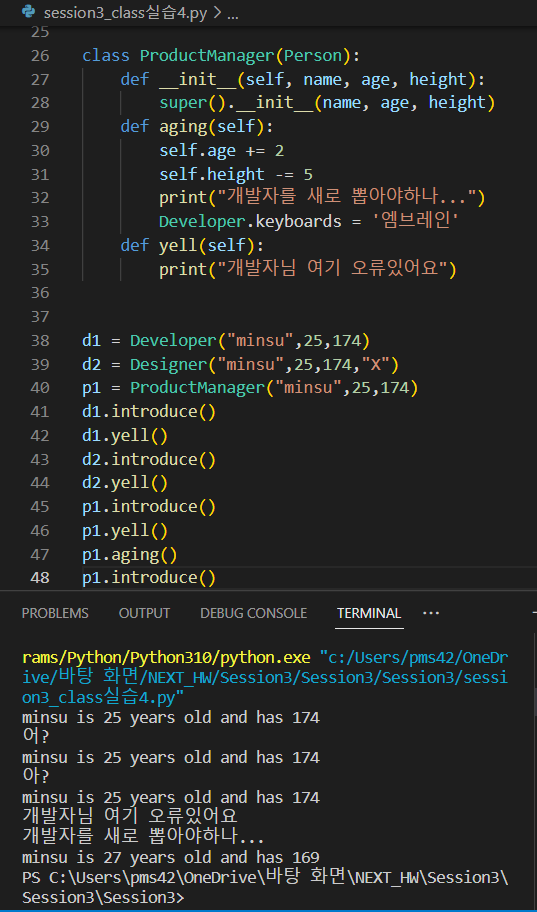 session3_class실습4.py > ...
25
26 class ProductManager(Person):
27     def __init__(self, name, age, height):
28         super().__init__(name, age, height)
29     def aging(self):
30         self.age += 2
31         self.height -= 5
32         print("개발자를 새로 뽑아야하나...")
33         Developer.keyboards = '엠브레인'
34     def yell(self):
35         print("개발자님 여기 오류있어요")
36
37
38 d1 = Developer("minsu",25,174)
39 d2 = Designer("minsu",25,174,"X")
40 p1 = ProductManager("minsu",25,174)
41 d1.introduce()
42 d1.yell()
43 d2.introduce()
44 d2.yell()
45 p1.introduce()
46 p1.yell()
47 p1.aging()
48 p1.introduce()
PROBLEMS OUTPUT DEBUG CONSOLE TERMINAL ...
rams/Python/Python310/python.exe "c:/Users/pms42/OneDr
ive/바탕 화면/NEXT_HW/Session3/Session3/Session3/sessi
on3_class실습4.py"
minsu is 25 years old and has 174
어?
minsu is 25 years old and has 174
아?
minsu is 25 years old and has 174
개발자님 여기 오류있어요
개발자를 새로 뽑아야하나...
minsu is 27 years old and has 169
PS C:\Users\pms42\OneDrive\바탕 화면\NEXT_HW\Session3\
Session3\Session3>